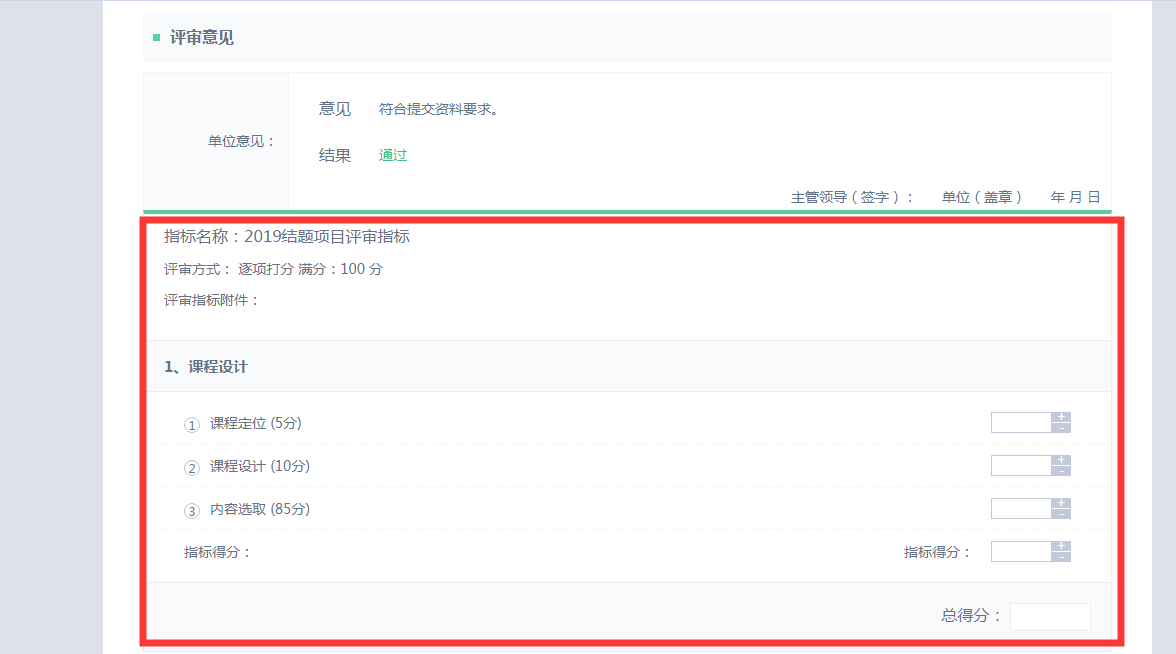 评审意见
意见 符合提交资料要求。
单位意见：
结果 通过
主管领导（签字）： 单位（盖章） 年 月 日
指标名称：2019结题项目评审指标
评审方式： 逐项打分 满分：100 分
评审指标附件：
1、课程设计
① 课程定位 (5分) + -
② 课程设计 (10分) + -
③ 内容选取 (85分) + -
指标得分： 指标得分： + -
总得分：